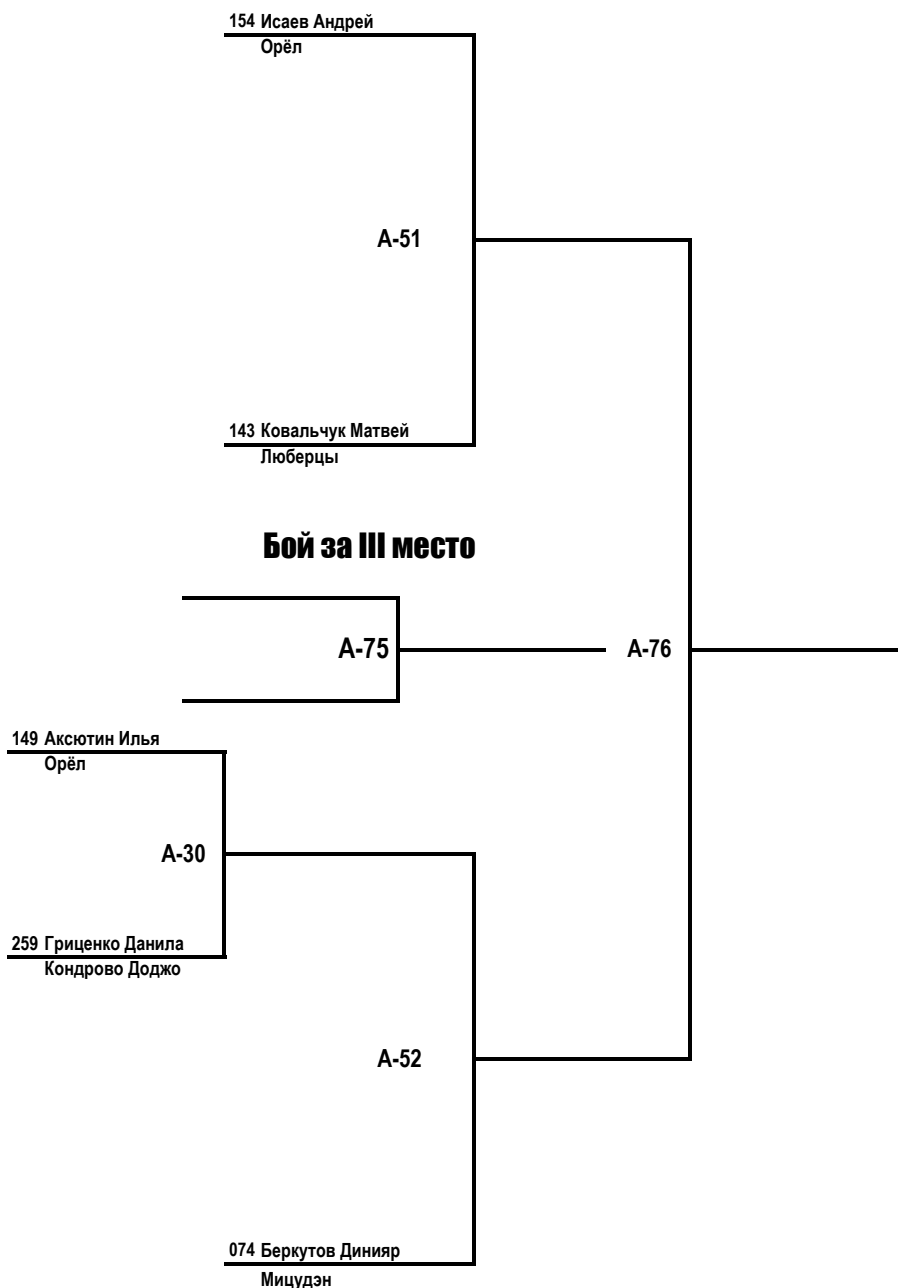 154 Исаев Андрей
Орёл
А-51
143 Ковальчук Матвей
Люберцы
Бой за III место
А-75
А-76
149 Аксютин Илья
Орёл
А-30
259 Гриценко Данила
Кондрово Доджо
А-52
074 Беркутов Динияр
Мицудэн